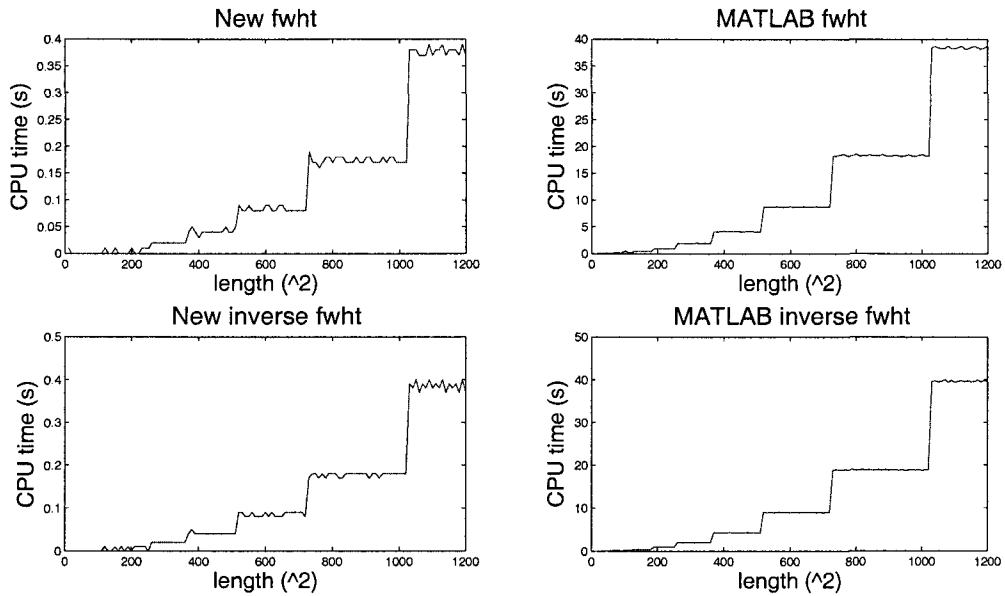 New fwht
CPU time (s)
0.4
0.35
0.3
0.25
0.2
0.15
0.1
0.05
0
0 200 400 600 800 1000 1200
length (^2)
MATLAB fwht
CPU time (s)
40
35
30
25
20
15
10
5
0
0 200 400 600 800 1000 1200
length (^2)
New inverse fwht
CPU time (s)
0.5
0.4
0.3
0.2
0.1
0
0 200 400 600 800 1000 1200
length (^2)
MATLAB inverse fwht
CPU time (s)
50
40
30
20
10
0
0 200 400 600 800 1000 1200
length (^2)